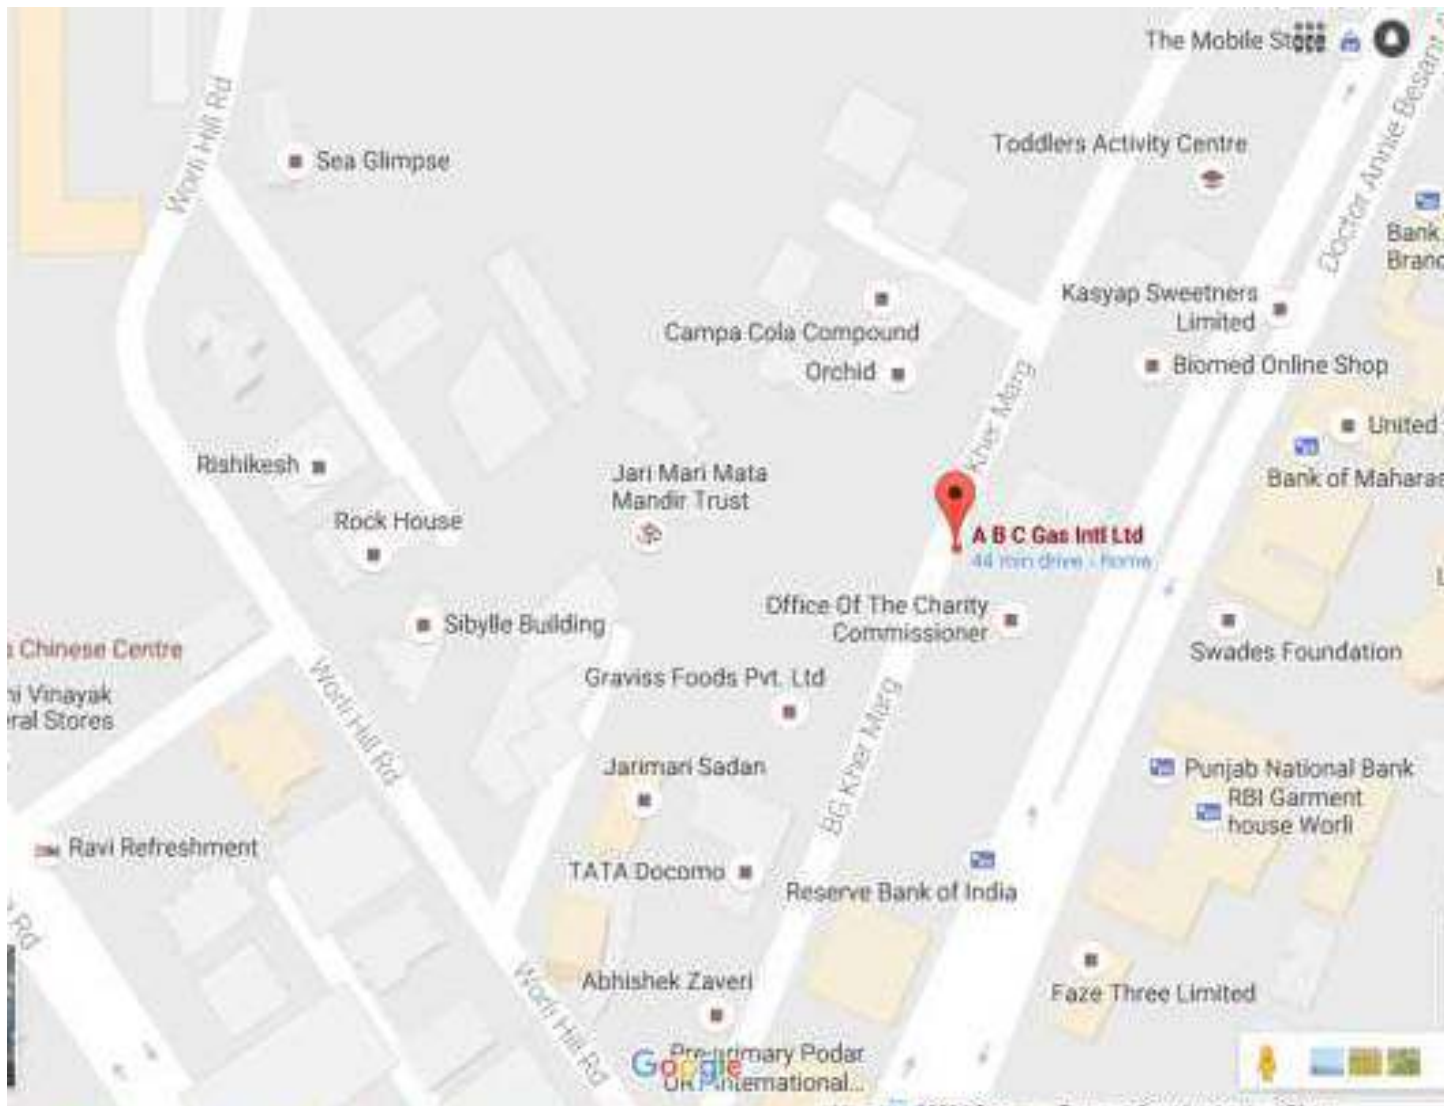 The Mobile Store
Worli Hill Rd
Sea Glimpse
Toddlers Activity Centre
Doctor Annie Besant
Bank
Kasyap Sweetners
Limited
Campa Cola Compound
Orchid
Biomed Online Shop
Kher Marg
United
Rishikesh
Jari Mari Mata
Mandir Trust
Bank of Maharas
Rock House
A B C Gas Intl Ltd
44 min drive - home
Office Of The Charity
Commissioner
Sibylle Building
Chinese Centre
Swades Foundation
Graviss Foods Pvt. Ltd
Vinayak
Stores
Worli Hill Rd
BG Kher Marg
Jarimari Sadan
Punjab National Bank
RBI Garment
house Worli
Ravi Refreshment
TATA Docomo
Reserve Bank of India
Rd
Abhishek Zaveri
Worli Hill Rd
Faze Three Limited
Google
Pre-primary Podar
International...